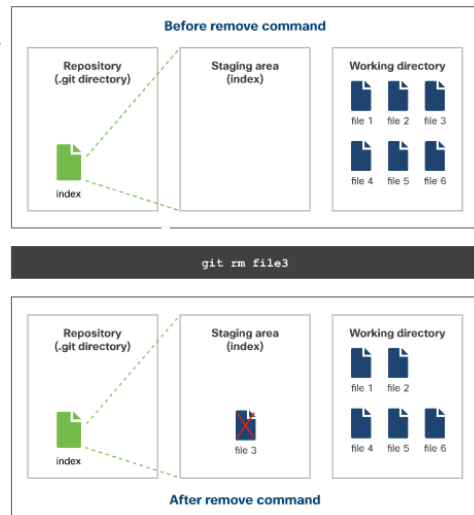 Before remove command
Repository
(.git directory)
Staging area
(index)
Working directory
index
file 1 file 2 file 3
file 4 file 5 file 6
git rm file3
Repository
(.git directory)
Staging area
(index)
Working directory
index
file 3
file 1 file 2
file 4 file 5 file 6
After remove command